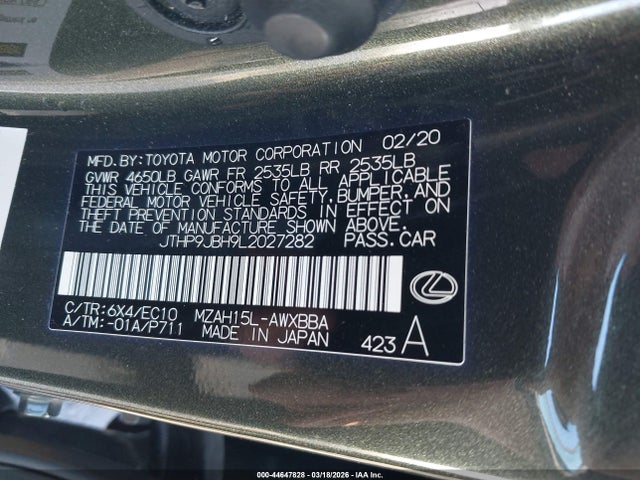 MFD. BY: TOYOTA MOTOR CORPORATION 02/20
GVWR 4650LB GAWR FR 2535LB RR 2535LB
THIS VEHICLE CONFORMS TO ALL APPLICABLE
FEDERAL MOTOR VEHICLE SAFETY, BUMPER, AND
THEFT PREVENTION STANDARDS IN EFFECT ON
THE DATE OF MANUFACTURE SHOWN ABOVE.
JTHP9JBH9L2027282 PASS. CAR
C/TR: 6X4/EC10 MZAH15L-AWXBBA
A/TM: -01A/P711 MADE IN JAPAN 423 A
000-44647828 | 03/18/2026 | IAA Inc.